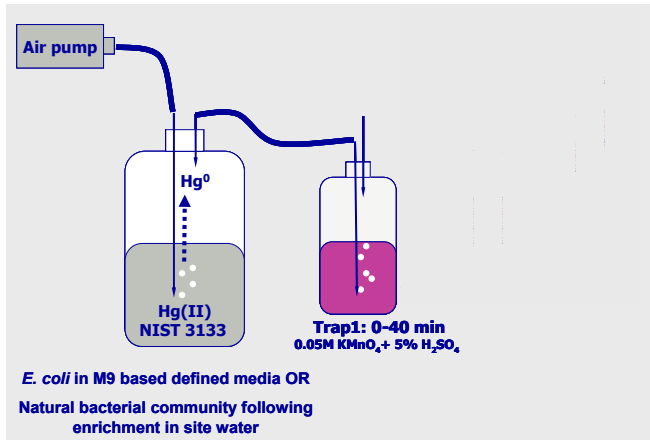 Air pump
Hg⁰
Hg(II)
NIST 3133
Trap1: 0-40 min
0.05M KMnO₄+ 5% H₂SO₄
E. coli in M9 based defined media OR
Natural bacterial community following
enrichment in site water